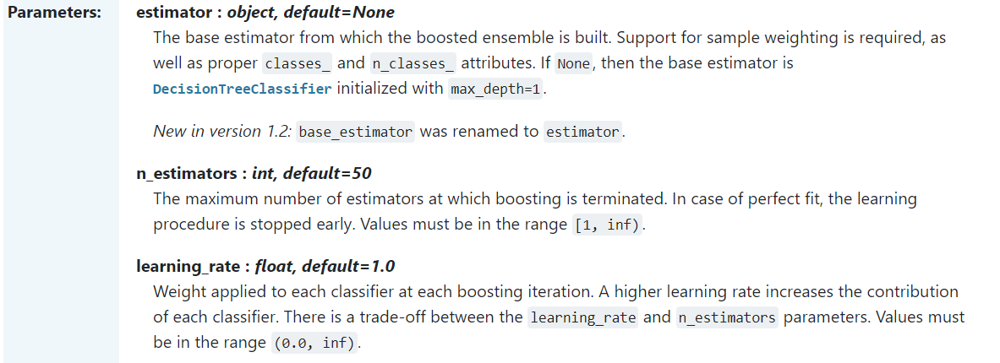 Parameters:
estimator : object, default=None
The base estimator from which the boosted ensemble is built. Support for sample weighting is required, as
well as proper classes_ and n_classes_ attributes. If None, then the base estimator is
DecisionTreeClassifier initialized with max_depth=1.
New in version 1.2: base_estimator was renamed to estimator.
n_estimators : int, default=50
The maximum number of estimators at which boosting is terminated. In case of perfect fit, the learning
procedure is stopped early. Values must be in the range [1, inf).
learning_rate : float, default=1.0
Weight applied to each classifier at each boosting iteration. A higher learning rate increases the contribution
of each classifier. There is a trade-off between the learning_rate and n_estimators parameters. Values must
be in the range (0.0, inf).